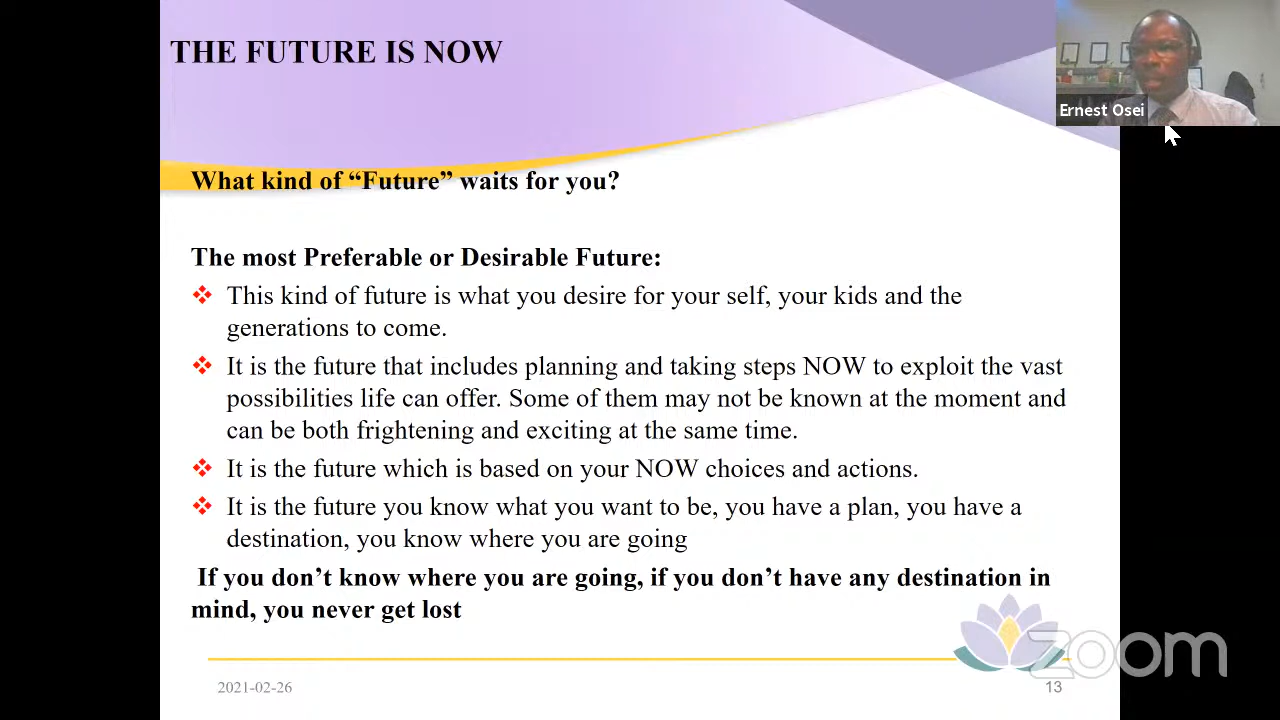 THE FUTURE IS NOW
Ernest Osei
What kind of “Future” waits for you?
The most Preferable or Desirable Future:
This kind of future is what you desire for your self, your kids and the
generations to come.
It is the future that includes planning and taking steps NOW to exploit the vast
possibilities life can offer. Some of them may not be known at the moment and
can be both frightening and exciting at the same time.
It is the future which is based on your NOW choices and actions.
It is the future you know what you want to be, you have a plan, you have a
destination, you know where you are going
If you don’t know where you are going, if you don’t have any destination in
mind, you never get lost
zoom
2021-02-26
13